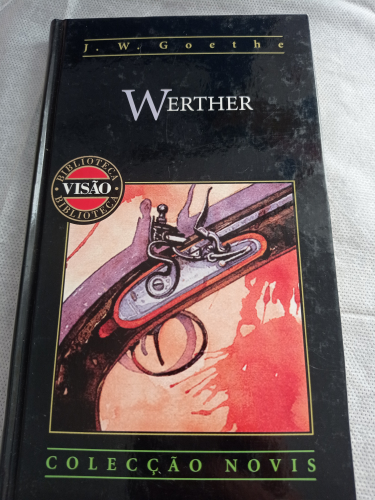 J. W. Goethe
WERTHER
BIBLIOTECA
VISÃO
BIBLIOTECA
COLECÇÃO NOVIS